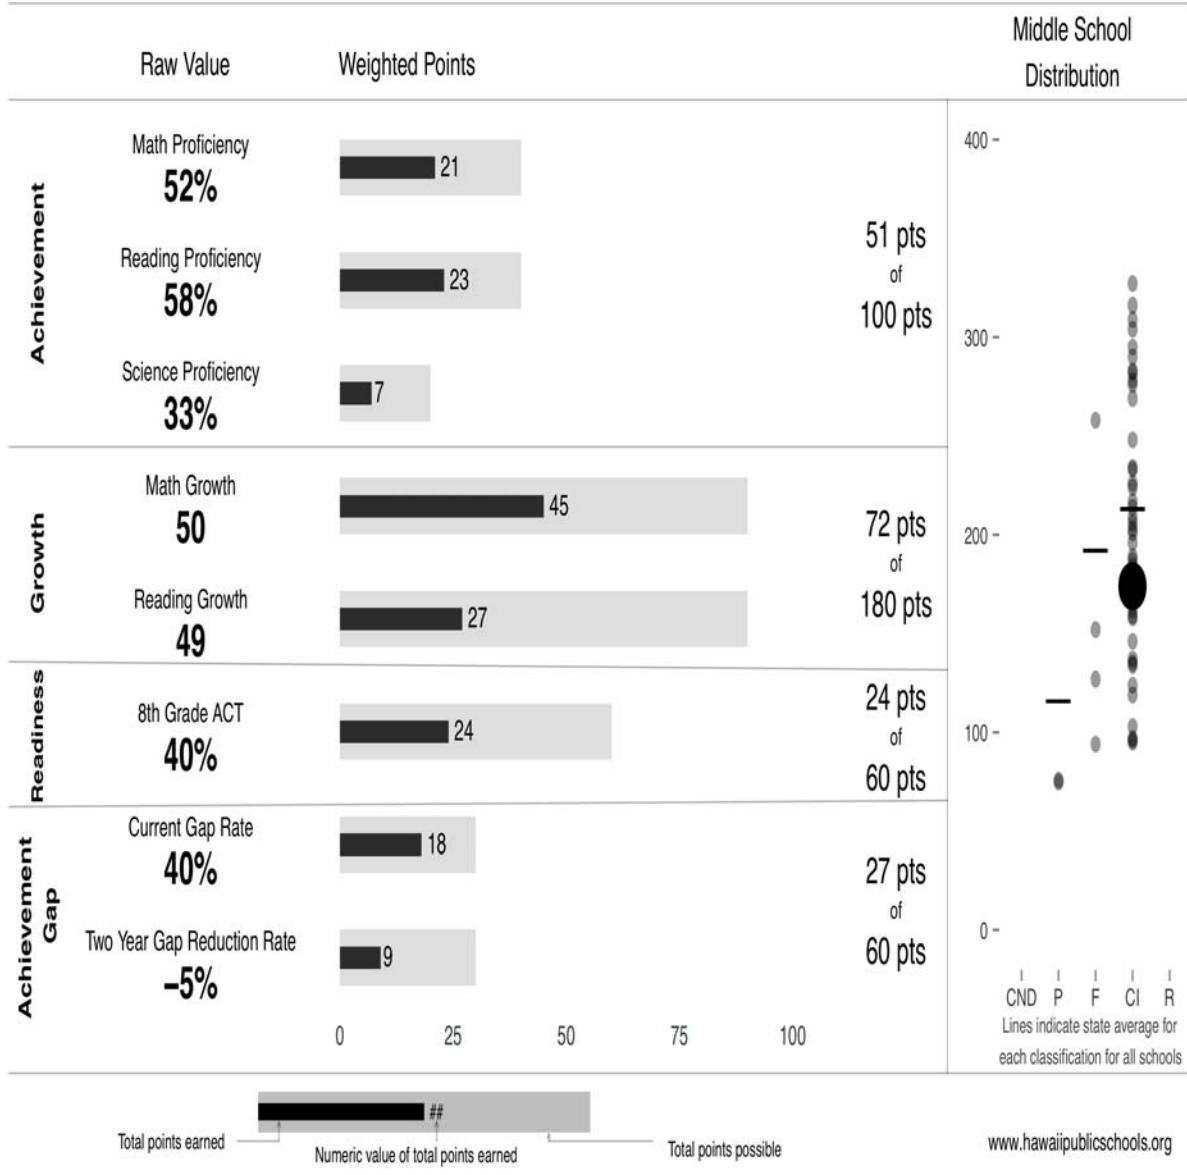 Raw Value
Weighted Points
Middle School
Distribution
Achievement
Math Proficiency
52%
21
Reading Proficiency
58%
23
Science Proficiency
33%
7
51 pts
of
100 pts
Growth
Math Growth
50
45
Reading Growth
49
27
72 pts
of
180 pts
Readiness
8th Grade ACT
40%
24
24 pts
of
60 pts
Achievement
Gap
Current Gap Rate
40%
18
Two Year Gap Reduction Rate
–5%
9
27 pts
of
60 pts
0 25 50 75 100
400
300
200
100
0
CND P F CI R
Lines indicate state average for
each classification for all schools
##
Total points earned
Numeric value of total points earned
Total points possible
www.hawaiipublicschools.org